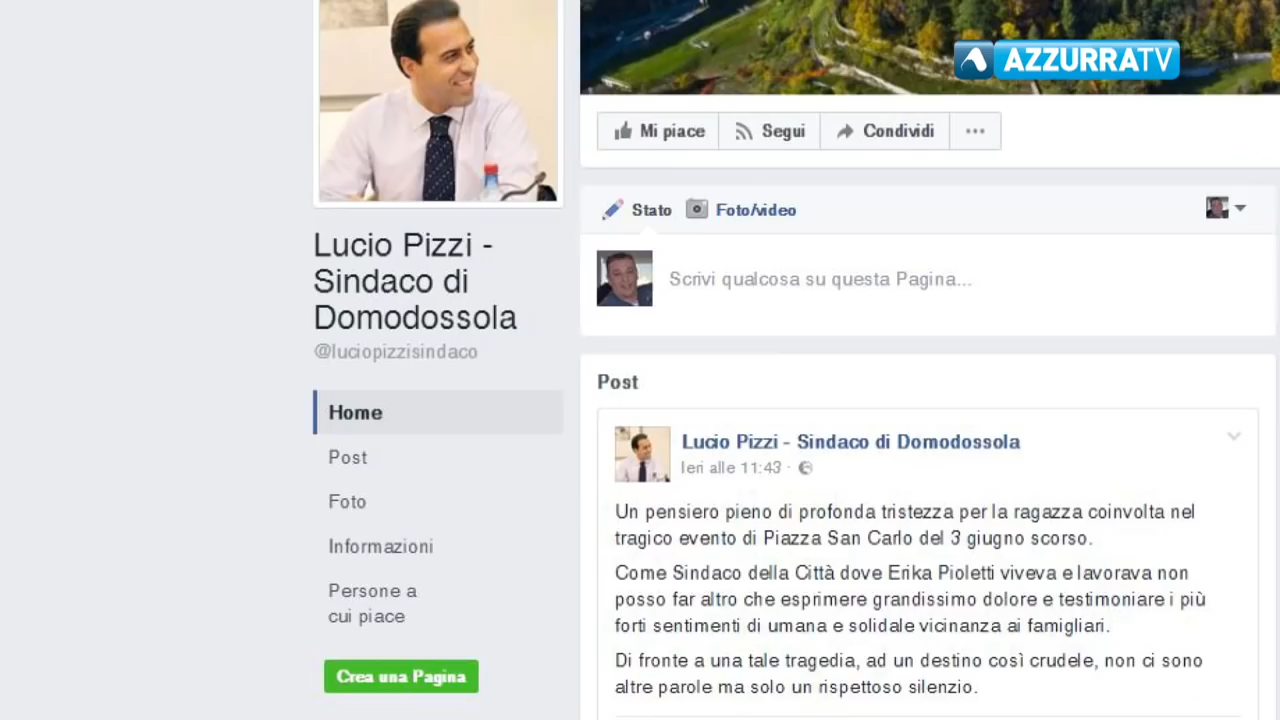 AZZURRATV
Mi piace
Segui
Condividi
Stato
Foto/video
Scrivi qualcosa su questa Pagina...
Lucio Pizzi -
Sindaco di
Domodossola
@luciopizzisindaco
Home
Post
Foto
Informazioni
Persone a
cui piace
Crea una Pagina
Post
Lucio Pizzi - Sindaco di Domodossola
Ieri alle 11:43 ·
Un pensiero pieno di profonda tristezza per la ragazza coinvolta nel
tragico evento di Piazza San Carlo del 3 giugno scorso.
Come Sindaco della Città dove Erika Pioletti viveva e lavorava non
posso far altro che esprimere grandissimo dolore e testimoniare i più
forti sentimenti di umana e solidale vicinanza ai famigliari.
Di fronte a una tale tragedia, ad un destino così crudele, non ci sono
altre parole ma solo un rispettoso silenzio.